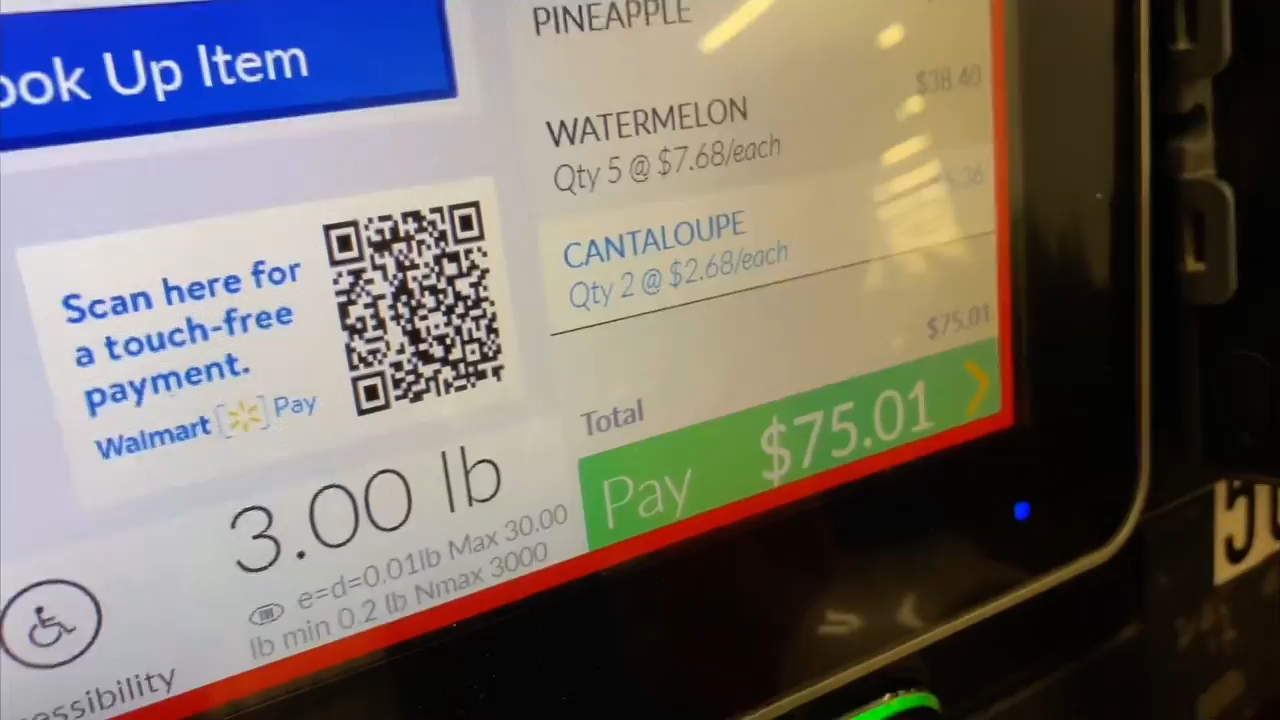 ook Up Item
PINEAPPLE
$38.40
WATERMELON
Qty 5 @ $7.68/each
CANTALOUPE
Qty 2 @ $2.68/each
Scan here for
a touch-free
payment.
Walmart Pay
$75.01
Total
Pay $75.01
3.00 lb
e=d=0.01lb Max 30.00
lb min 0.2 lb Nmax 3000
essibility